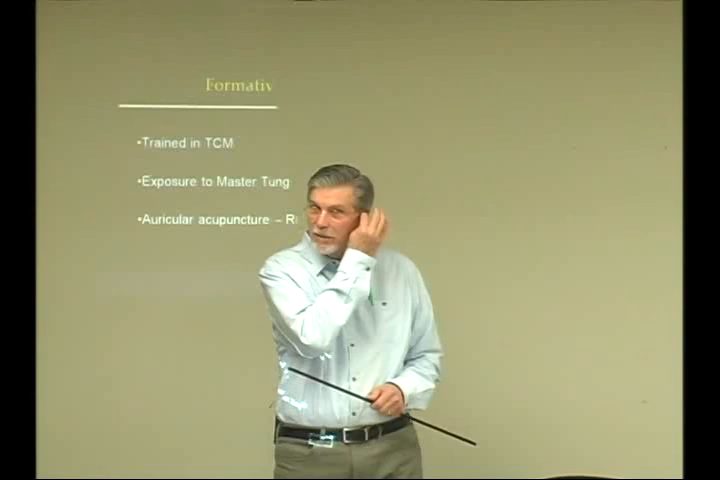 Formativ
•Trained in TCM
•Exposure to Master Tung
•Auricular acupuncture –